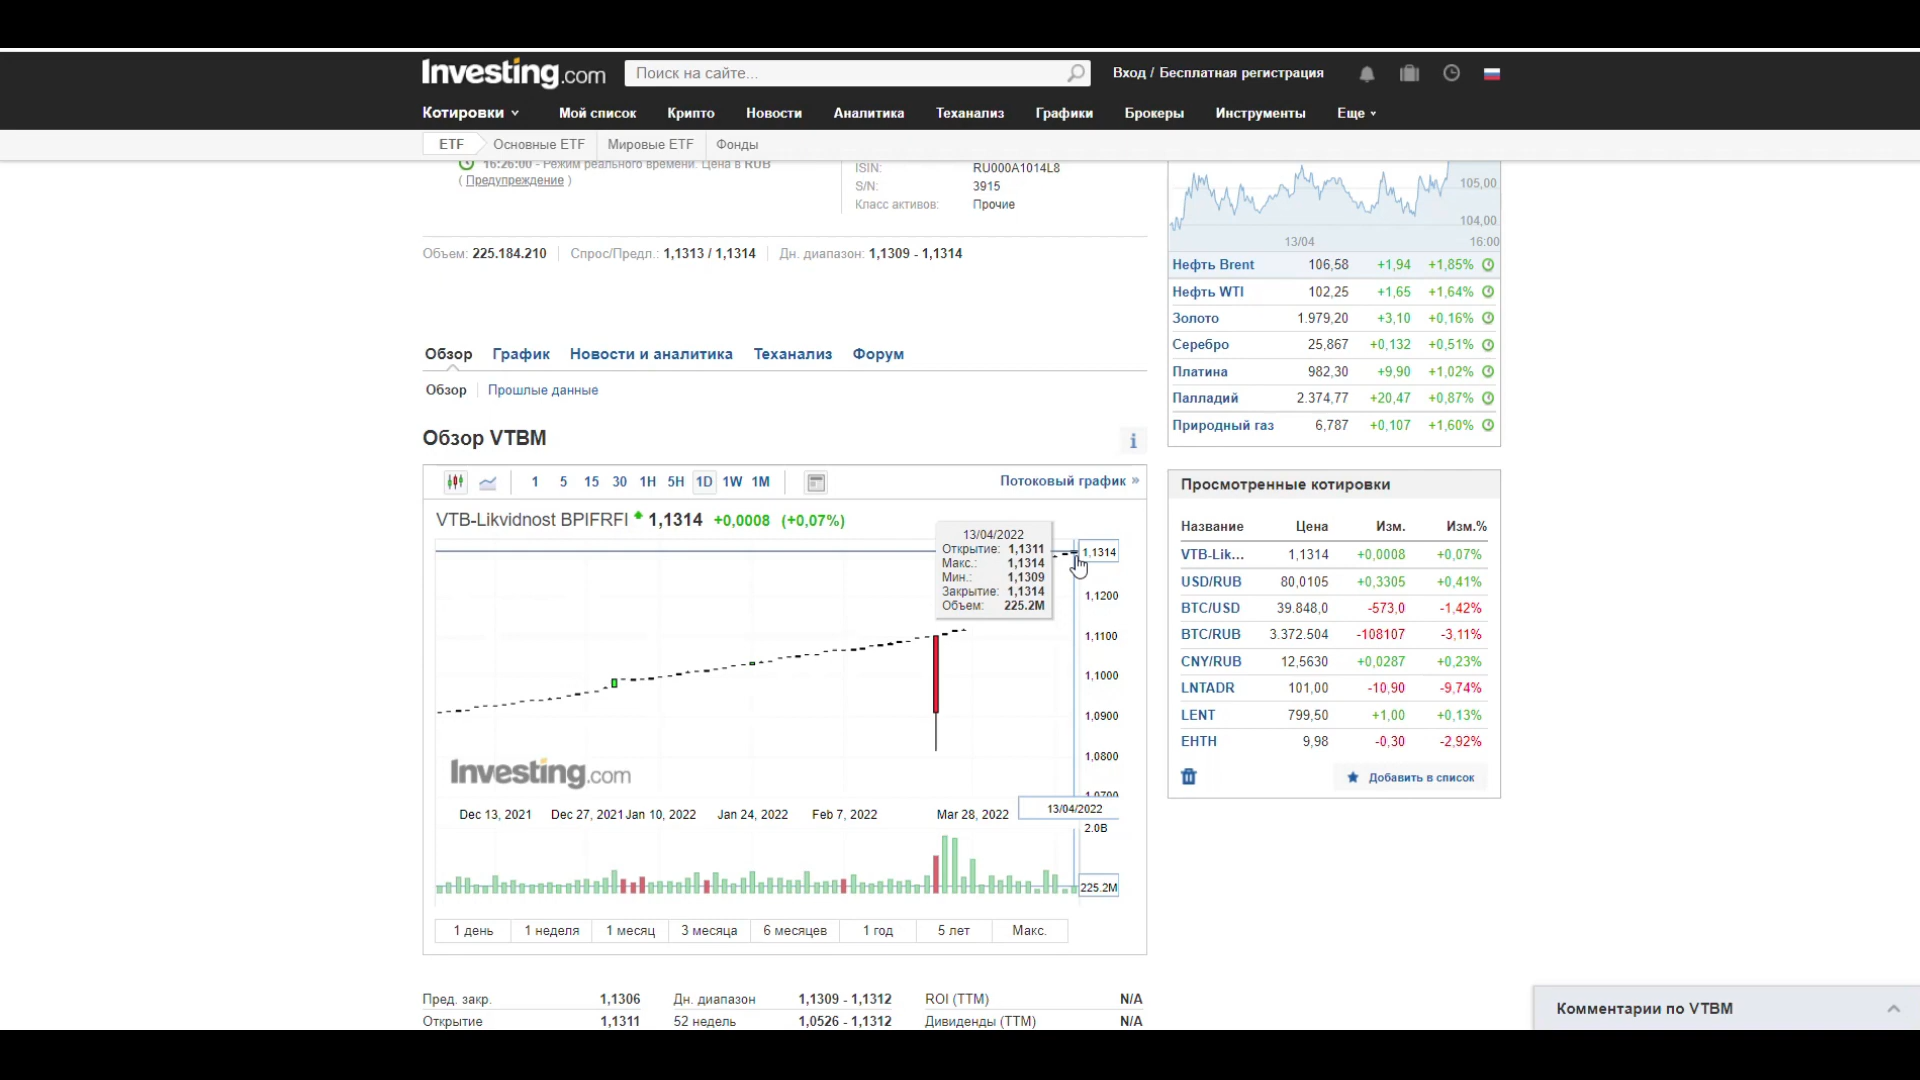 Investing.com
Поиск на сайте...
Вход / Бесплатная регистрация
Котировки Мой список Крипто Новости Аналитика Теханализ Графики Брокеры Инструменты Еще
ETF Основные ETF Мировые ETF Фонды
16:26:00 - Режим реального времени. Цена в RUB
( Предупреждение )
ISIN: RU000A1014L8
S/N: 3915
Класс активов: Прочие
Объем: 225.184.210 Спрос/Предл.: 1,1313 / 1,1314 Дн. диапазон: 1,1309 - 1,1314
Обзор График Новости и аналитика Теханализ Форум
Обзор Прошлые данные
Обзор VTBM
i
1 5 15 30 1H 5H 1D 1W 1M
Потоковый график »
VTB-Likvidnost BPIFRFI 1,1314 +0,0008 (+0,07%)
13/04/2022
Открытие: 1,1311
Макс.: 1,1314
Мин.: 1,1309
Закрытие: 1,1314
Объем: 225.2M
1,1314
1,1200
1,1100
1,1000
1,0900
1,0800
1,0700
Investing.com
Dec 13, 2021 Dec 27, 2021 Jan 10, 2022 Jan 24, 2022 Feb 7, 2022 Mar 28, 2022 13/04/2022
2.0B
225.2M
1 день 1 неделя 1 месяц 3 месяца 6 месяцев 1 год 5 лет Макс.
Пред. закр. 1,1306 Дн. диапазон 1,1309 - 1,1312 ROI (TTM) N/A
Открытие 1,1311 52 недель 1,0526 - 1,1312 Дивиденды (TTM) N/A
105,00
104,00
13/04 16:00
Нефть Brent 106,58 +1,94 +1,85%
Нефть WTI 102,25 +1,65 +1,64%
Золото 1.979,20 +3,10 +0,16%
Серебро 25,867 +0,132 +0,51%
Платина 982,30 +9,90 +1,02%
Палладий 2.374,77 +20,47 +0,87%
Природный газ 6,787 +0,107 +1,60%
Просмотренные котировки
Название Цена Изм. Изм.%
VTB-Lik... 1,1314 +0,0008 +0,07%
USD/RUB 80,0105 +0,3305 +0,41%
BTC/USD 39.848,0 -573,0 -1,42%
BTC/RUB 3.372.504 -108107 -3,11%
CNY/RUB 12,5630 +0,0287 +0,23%
LNTADR 101,00 -10,90 -9,74%
LENT 799,50 +1,00 +0,13%
EHTH 9,98 -0,30 -2,92%
Добавить в список
Комментарии по VTBM